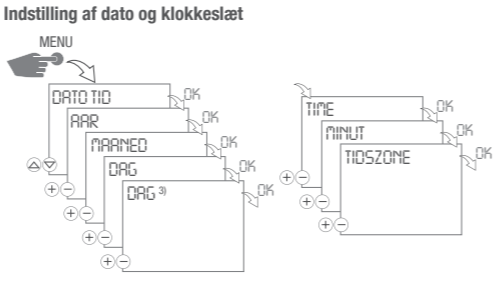 Indstilling af dato og klokkeslæt
MENU
DATO TID
OK
AAR
OK
MAANED
OK
DAG
OK
DAG 3)
OK
TIME
OK
MINUT
OK
TIDSZONE
OK